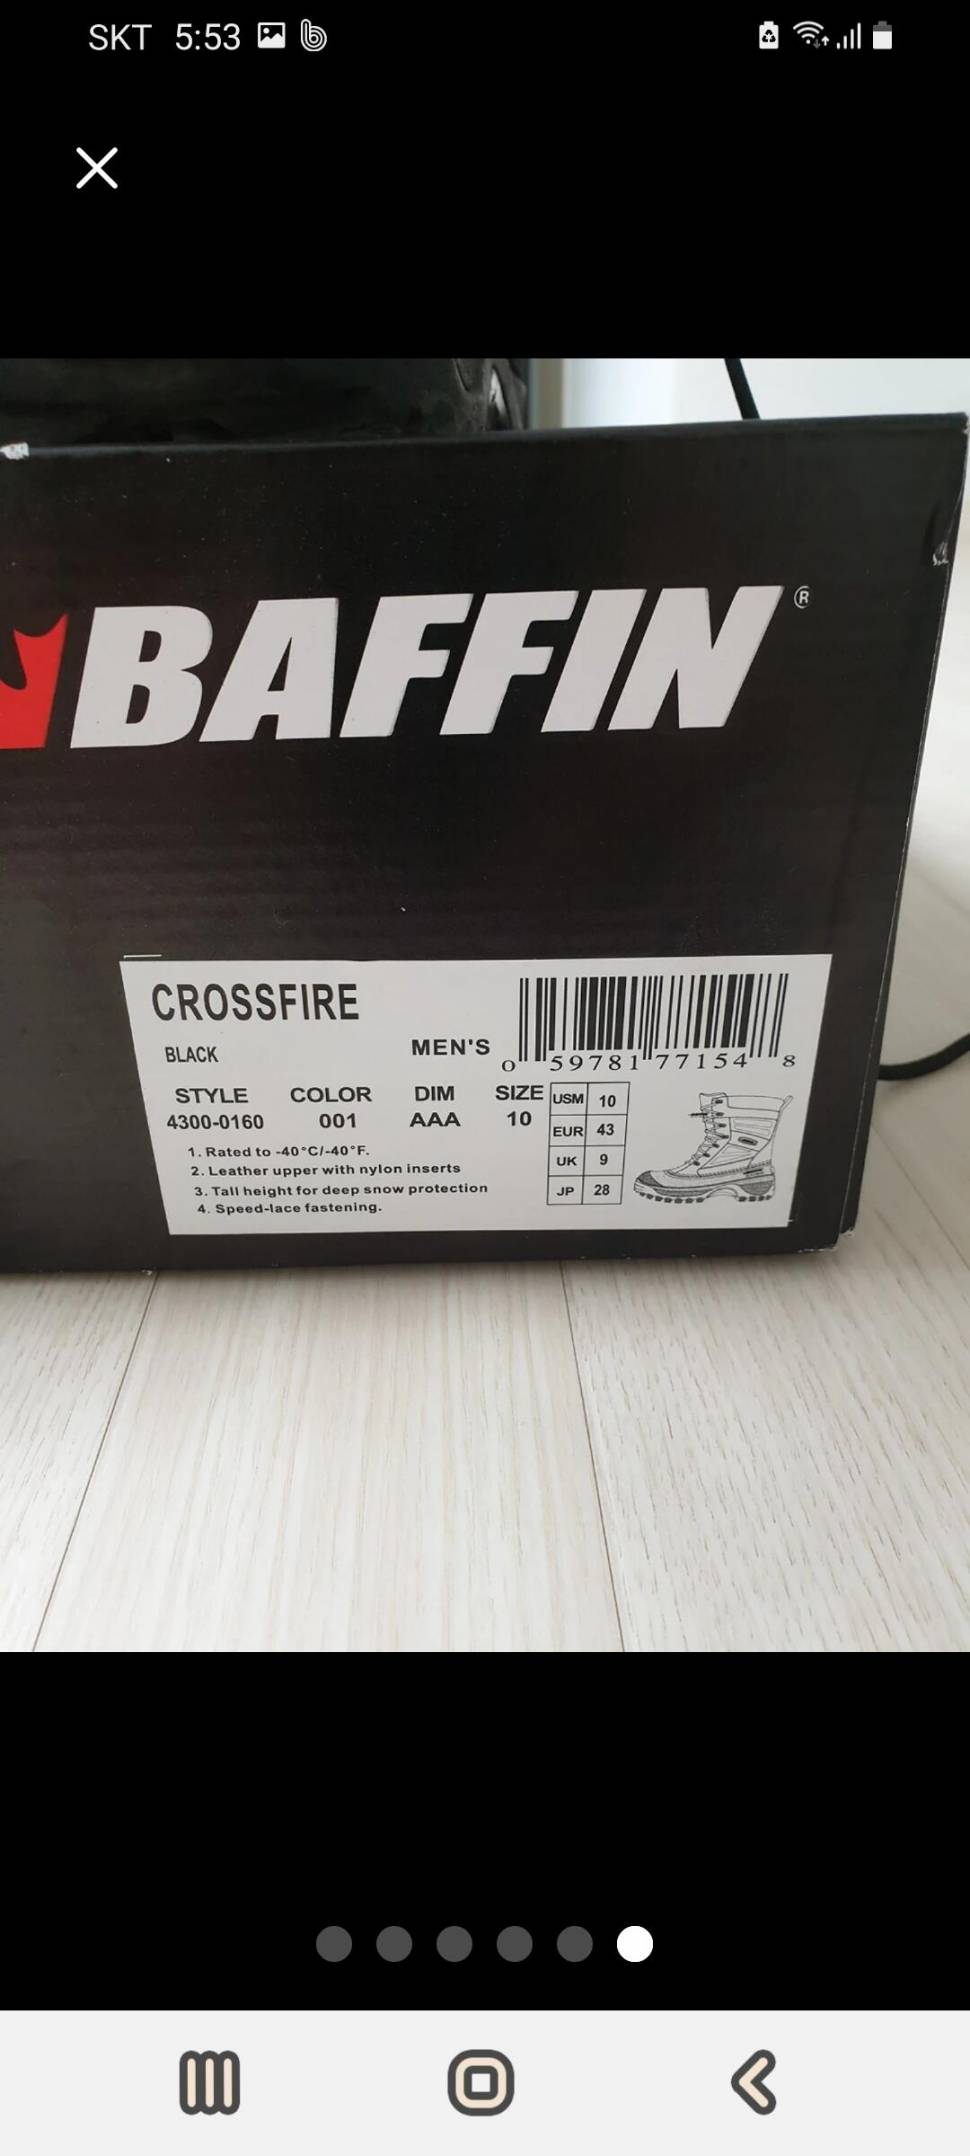 SKT 5:53
BAFFIN®
CROSSFIRE
BLACK MEN'S
0 59781 77154 8
STYLE COLOR DIM SIZE
4300-0160 001 AAA 10
USM 10
EUR 43
UK 9
JP 28
1. Rated to -40°C/-40°F.
2. Leather upper with nylon inserts
3. Tall height for deep snow protection
4. Speed-lace fastening.